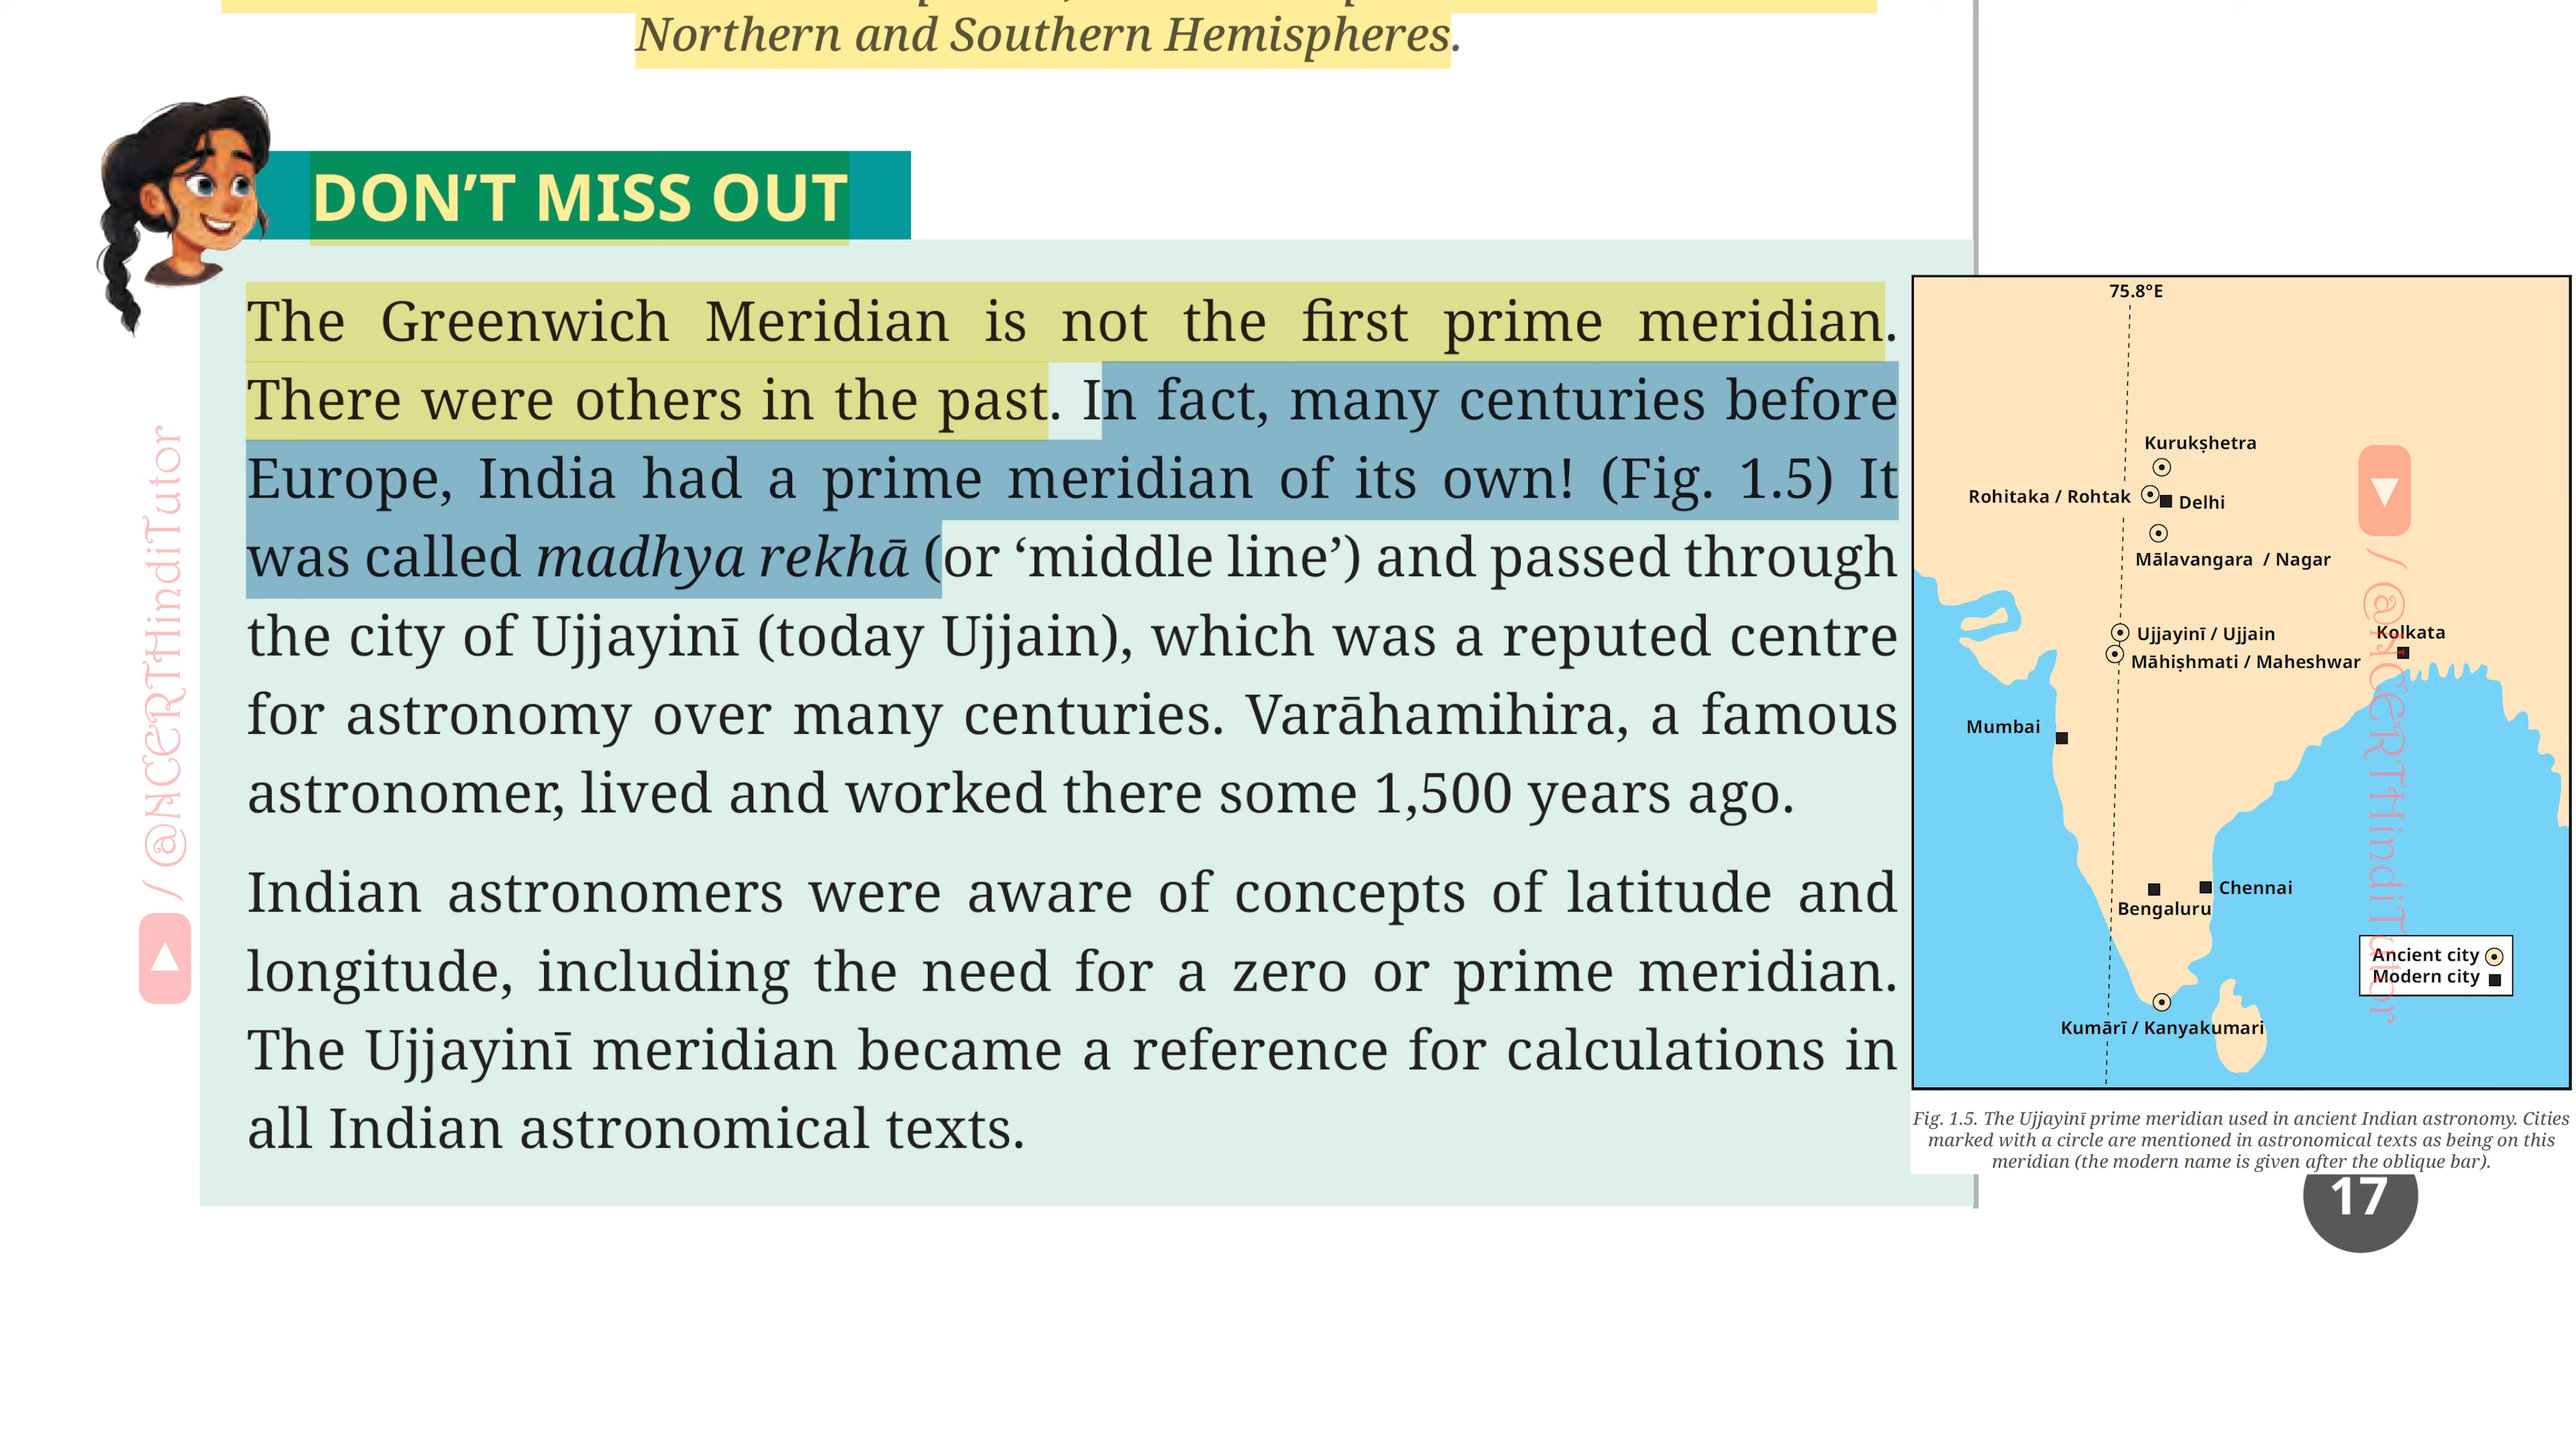 Northern and Southern Hemispheres.
DON’T MISS OUT
The Greenwich Meridian is not the first prime meridian.
There were others in the past. In fact, many centuries before
Europe, India had a prime meridian of its own! (Fig. 1.5) It
was called madhya rekhā (or ‘middle line’) and passed through
the city of Ujjayinī (today Ujjain), which was a reputed centre
for astronomy over many centuries. Varāhamihira, a famous
astronomer, lived and worked there some 1,500 years ago.
Indian astronomers were aware of concepts of latitude and
longitude, including the need for a zero or prime meridian.
The Ujjayinī meridian became a reference for calculations in
all Indian astronomical texts.
/ @NCERTHindiTutor
75.8°E
Kurukṣhetra
Rohitaka / Rohtak
Delhi
Mālavangara / Nagar
Ujjayinī / Ujjain
Kolkata
Māhiṣhmati / Maheshwar
Mumbai
Chennai
Bengaluru
Ancient city
Modern city
Kumārī / Kanyakumari
/ @NCERTHindiTutor
Fig. 1.5. The Ujjayinī prime meridian used in ancient Indian astronomy. Cities
marked with a circle are mentioned in astronomical texts as being on this
meridian (the modern name is given after the oblique bar).
17